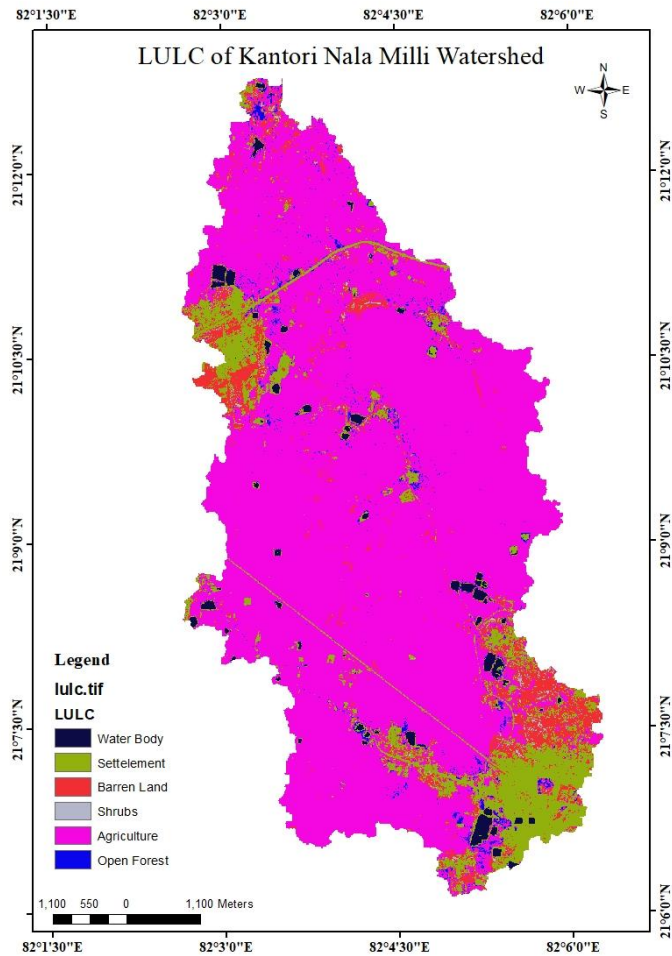 82°1'30"E 82°3'0"E 82°4'30"E 82°6'0"E
LULC of Kantori Nala Milli Watershed
N
W E
S
21°12'0"N 21°12'0"N
21°10'30"N 21°10'30"N
21°9'0"N 21°9'0"N
Legend
lulc.tif
LULC
21°7'30"N 21°7'30"N
Water Body
Settelement
Barren Land
Shrubs
Agriculture
Open Forest
1,100 550 0 1,100 Meters
21°6'0"N
82°1'30"E 82°3'0"E 82°4'30"E 82°6'0"E